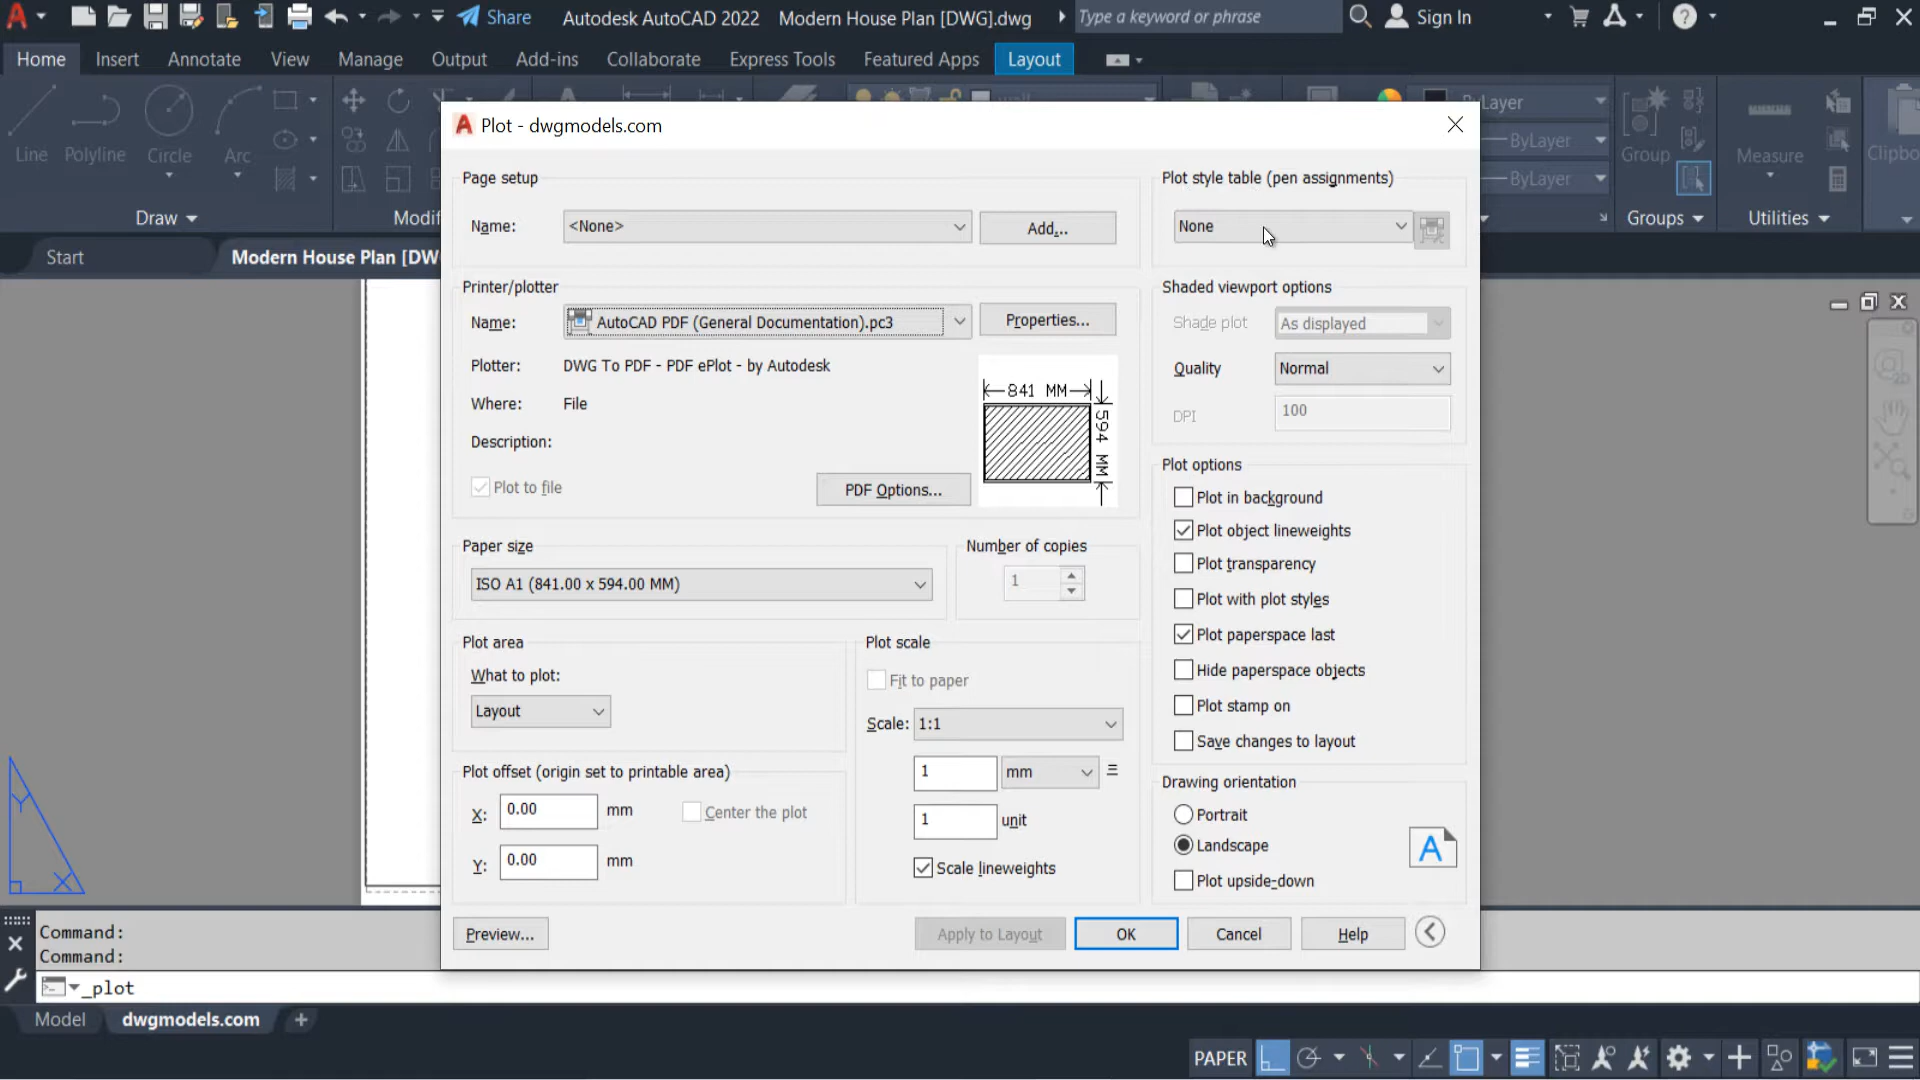 Share
Autodesk AutoCAD 2022 Modern House Plan [DWG].dwg
Type a keyword or phrase
Sign In
Home Insert Annotate View Manage Output Add-ins Collaborate Express Tools Featured Apps Layout
Line Polyline Circle Arc
Draw
Modif
ByLayer
ByLayer
ByLayer
Group
Groups
Measure
Utilities
Clipbo
Start
Modern House Plan [DW
Plot - dwgmodels.com
Page setup
Name: <None> Add...
Printer/plotter
Name: AutoCAD PDF (General Documentation).pc3 Properties...
Plotter: DWG To PDF - PDF ePlot - by Autodesk
Where: File
Description:
Plot to file
PDF Options...
841 MM
594 MM
Paper size
ISO A1 (841.00 x 594.00 MM)
Number of copies
1
Plot area
What to plot:
Layout
Plot offset (origin set to printable area)
X: 0.00 mm
Center the plot
Y: 0.00 mm
Plot scale
Fit to paper
Scale: 1:1
1 mm =
1 unit
Scale lineweights
Plot style table (pen assignments)
None
Shaded viewport options
Shade plot As displayed
Quality Normal
DPI 100
Plot options
Plot in background
Plot object lineweights
Plot transparency
Plot with plot styles
Plot paperspace last
Hide paperspace objects
Plot stamp on
Save changes to layout
Drawing orientation
Portrait
Landscape
Plot upside-down
A
Preview... Apply to Layout OK Cancel Help
Y
X
Command:
Command:
_plot
Model dwgmodels.com +
PAPER